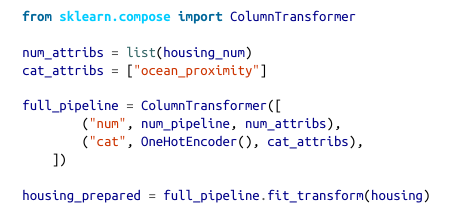 from sklearn.compose import ColumnTransformer

num_attribs = list(housing_num)
cat_attribs = ["ocean_proximity"]

full_pipeline = ColumnTransformer([
        ("num", num_pipeline, num_attribs),
        ("cat", OneHotEncoder(), cat_attribs),
    ])

housing_prepared = full_pipeline.fit_transform(housing)